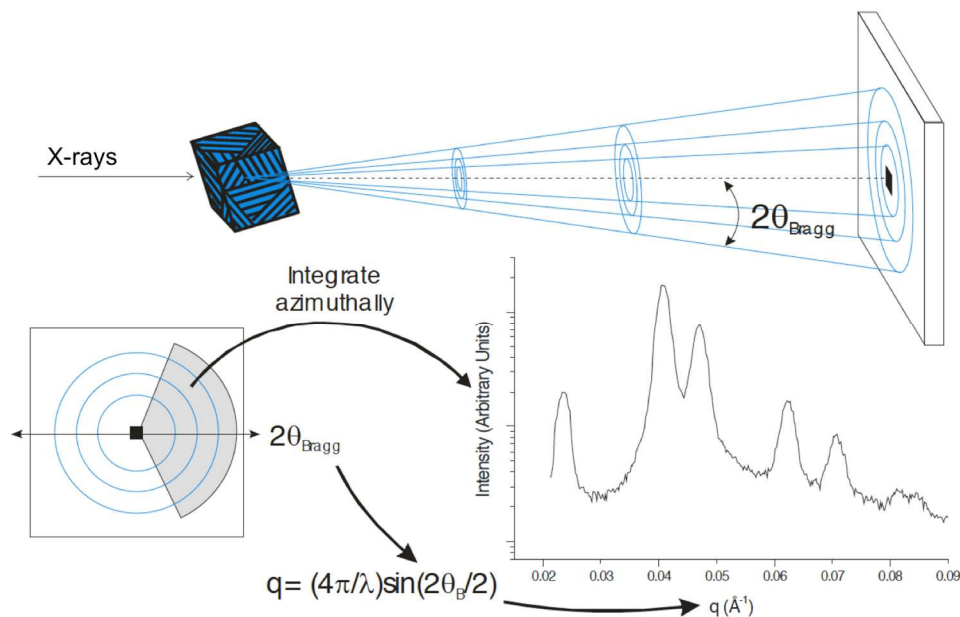 X-rays
2θBragg
Integrate
azimuthally
2θBragg
q= (4π/λ)sin(2θB/2)
Intensity (Arbitrary Units)
0.02 0.03 0.04 0.05 0.06 0.07 0.08 0.09
q (Å-1)